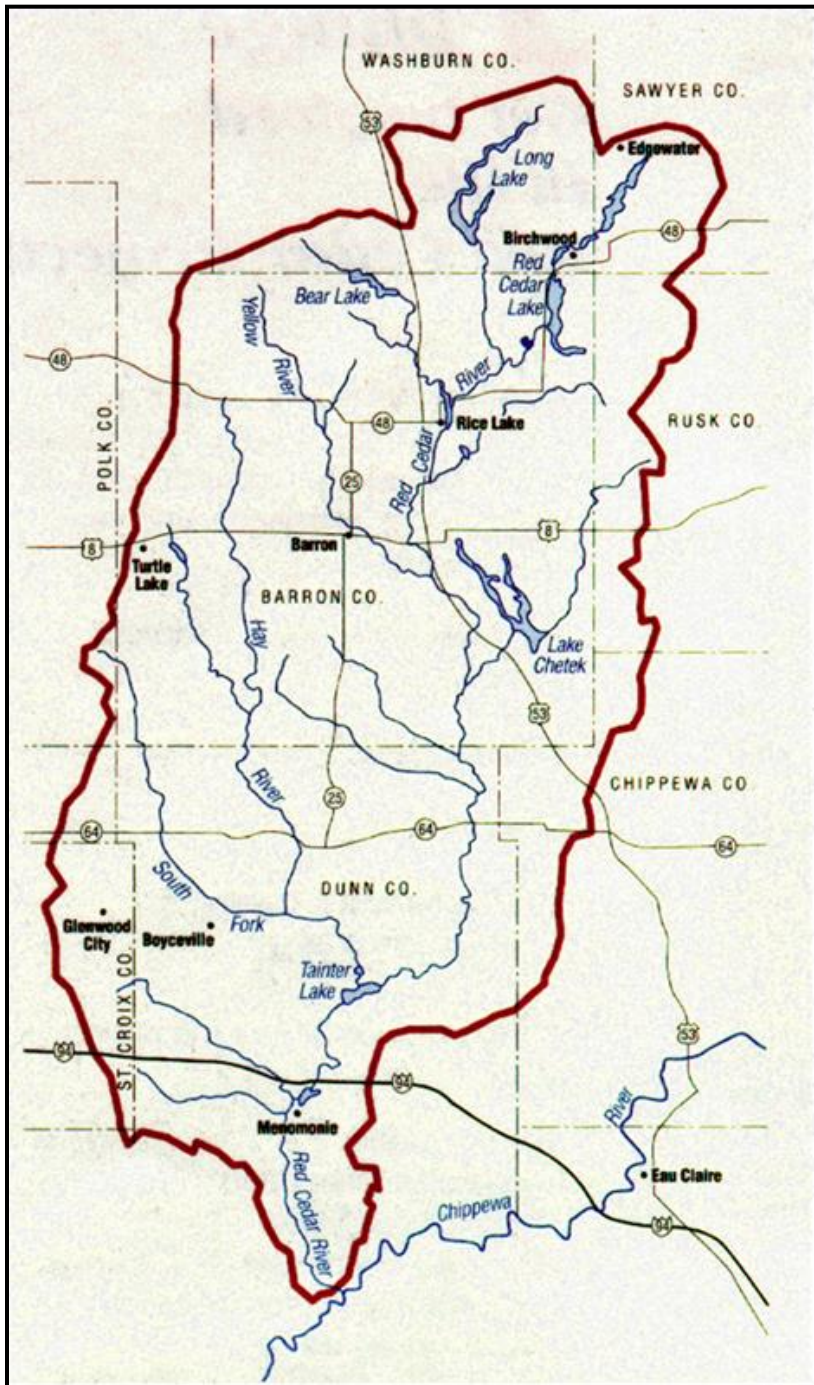 WASHBURN CO.
SAWYER CO.
53
Edgewater
Long
Lake
Birchwood
48
Red
Cedar
Lake
Bear Lake
Yellow
River
River
48
48
Rice Lake
RUSK CO.
POLK CO.
Red Cedar
25
8
Barron
8
Turtle
Lake
BARRON CO.
Hay
Lake
Chetek
53
River
25
CHIPPEWA CO
64
64
64
South
Fork
DUNN CO.
Glenwood
City
Boyceville
Tainter
Lake
ST. CROIX CO.
53
94
94
River
Menomonie
Red Cedar River
Eau Claire
Chippewa
94